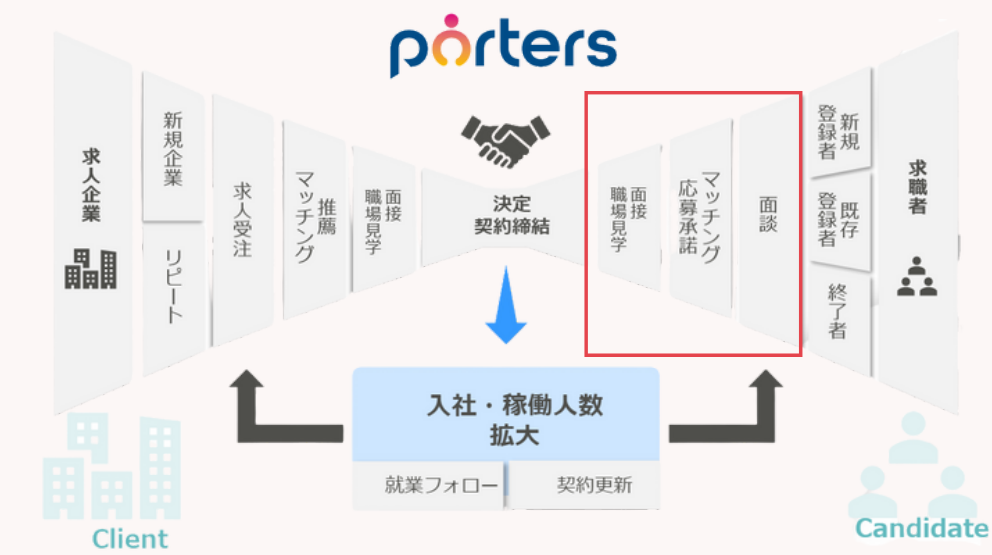 porters
求人企業
新規企業
リピート
求人受注
推薦
マッチング
面接
職場見学
決定
契約締結
面接
職場見学
マッチング
応募承諾
面談
新規
登録者
既存
登録者
終了者
求職者
入社・稼働人数
拡大
就業フォロー
契約更新
Client
Candidate